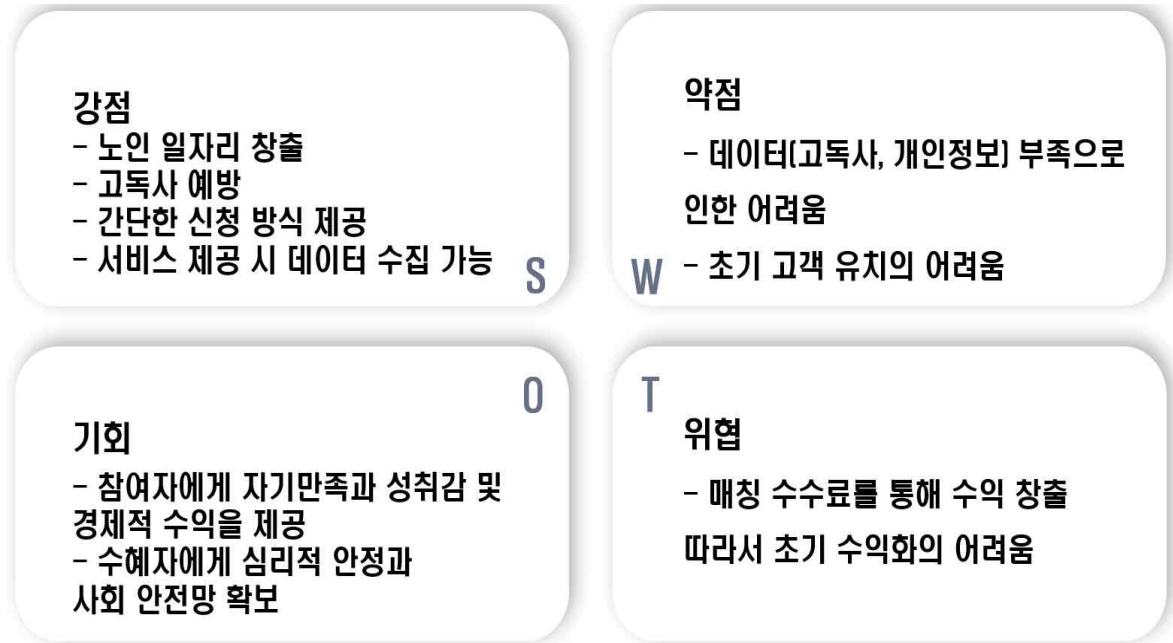 강점
- 노인 일자리 창출
- 고독사 예방
- 간단한 신청 방식 제공
- 서비스 제공 시 데이터 수집 가능
S
약점
- 데이터(고독사, 개인정보) 부족으로
인한 어려움
- 초기 고객 유치의 어려움
W
O
기회
- 참여자에게 자기만족과 성취감 및
경제적 수익을 제공
- 수혜자에게 심리적 안정과
사회 안전망 확보
T
위협
- 매칭 수수료를 통해 수익 창출
따라서 초기 수익화의 어려움